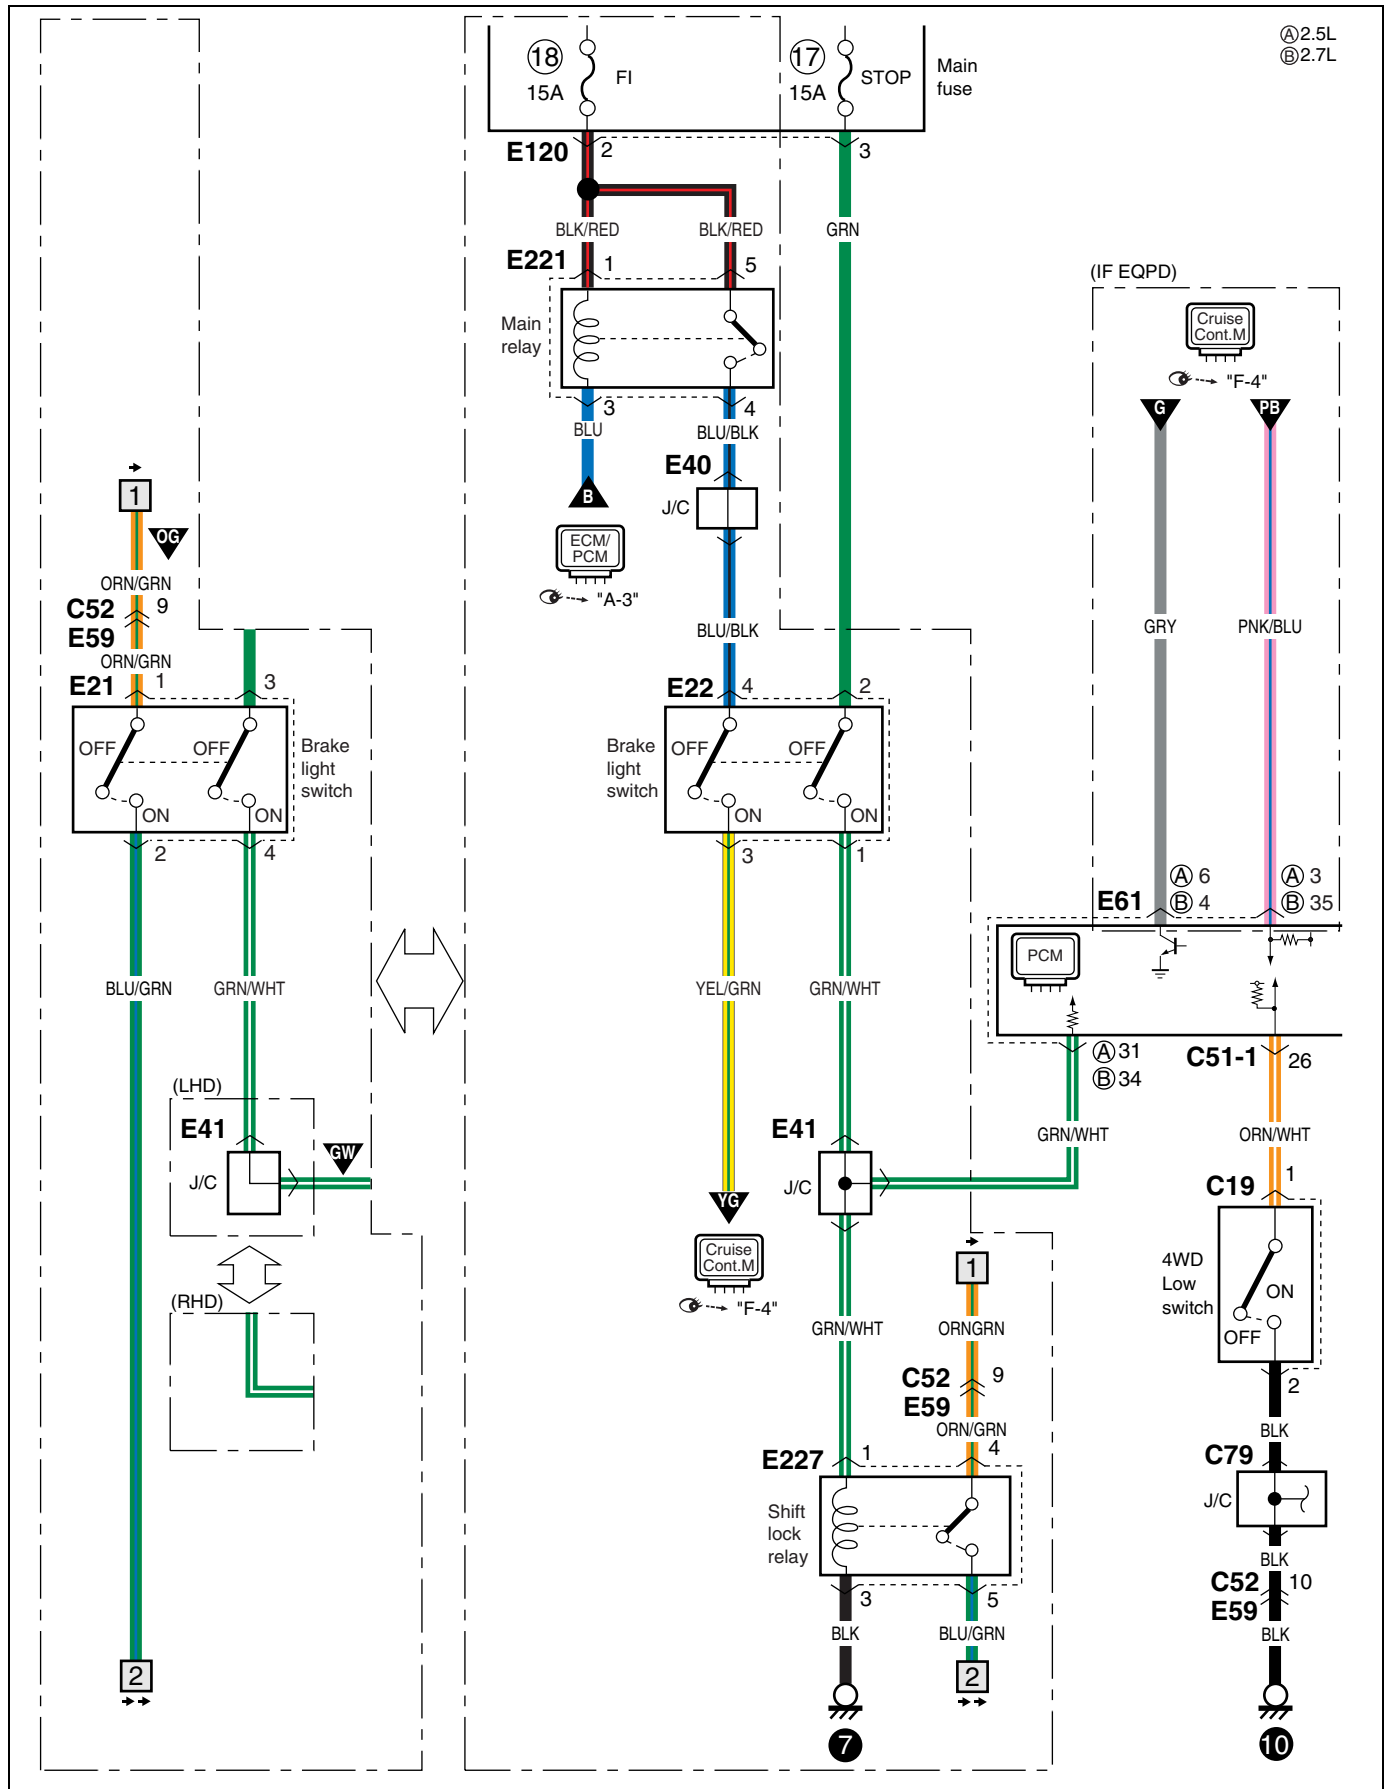 Ⓐ2.5L
Ⓑ2.7L
18
15A
FI
17
15A
STOP
Main
fuse
E120
2
3
BLK/RED
BLK/RED
GRN
E221
1
5
Main
relay
3
4
BLU
BLU/BLK
E40
J/C
B
ECM/
PCM
"A-3"
BLU/BLK
(IF EQPD)
Cruise
Cont.M
"F-4"
G
PB
GRY
PNK/BLU
1
OG
ORN/GRN
C52
9
E59
ORN/GRN
E21
1
3
OFF
OFF
ON
ON
Brake
light
switch
2
4
E22
4
2
Brake
light
switch
OFF
OFF
ON
ON
3
1
Ⓐ 6
Ⓑ 4
Ⓐ 3
Ⓑ 35
E61
PCM
BLU/GRN
GRN/WHT
YEL/GRN
GRN/WHT
Ⓐ31
Ⓑ34
C51-1
26
(LHD)
E41
J/C
GW
(RHD)
E41
J/C
GRN/WHT
ORN/WHT
YG
Cruise
Cont.M
"F-4"
C19
1
4WD
Low
switch
ON
OFF
2
1
GRN/WHT
ORNGRN
C52
9
E59
ORN/GRN
E227
1
4
Shift
lock
relay
3
5
BLK
BLU/GRN
BLK
C79
J/C
BLK
C52
10
E59
BLK
2
2
7
10